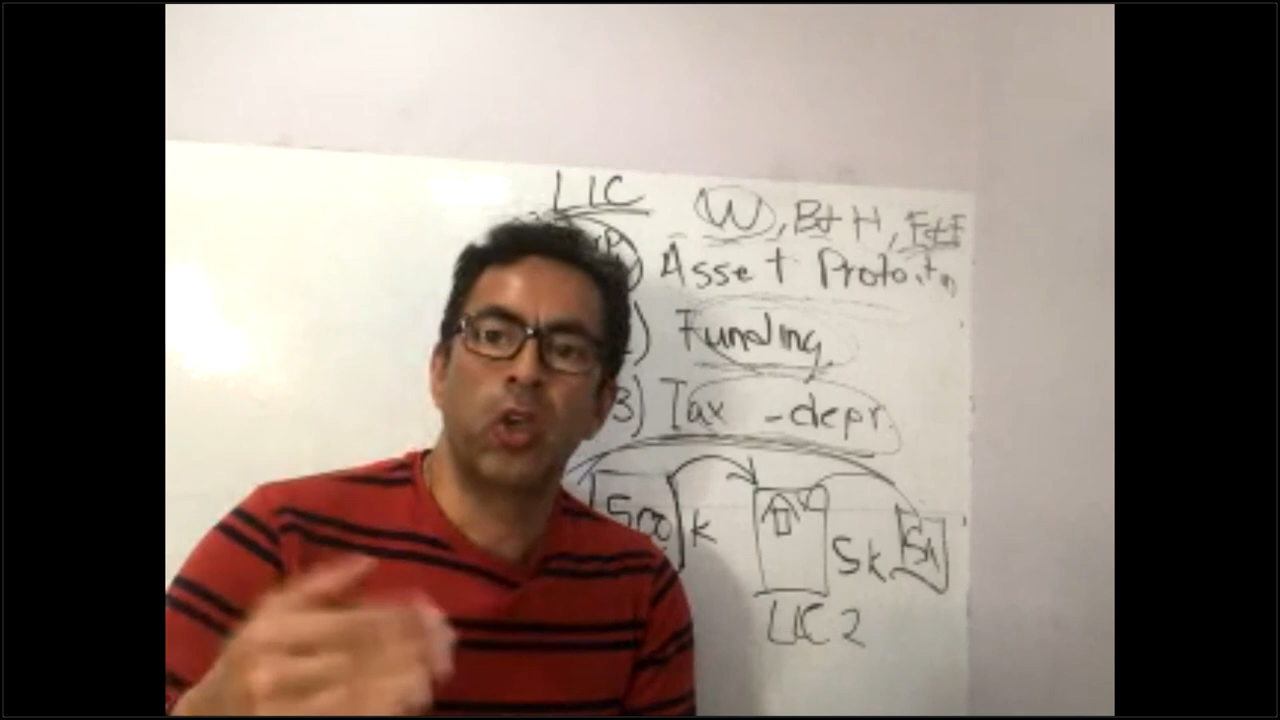 LLC
W, B+H, F+F
Asset Protection
) Funding
3) Tax - depr.
500 k
5k
LLC 2